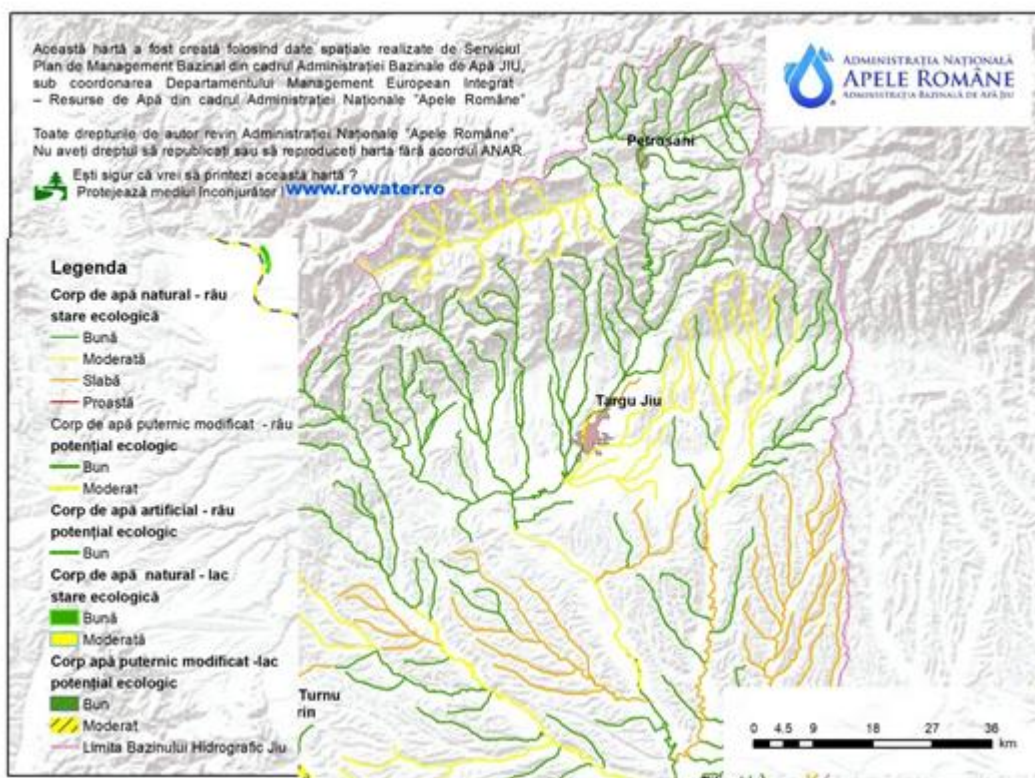 Această hartă a fost creată folosind date spațiale realizate de Serviciul
Plan de Management Bazinal din cadrul Administrației Bazinale de Apă JIU,
sub coordonarea Departamentului Management European Integrat
– Resurse de Apă din cadrul Administrației Naționale "Apele Române"
Toate drepturile de autor revin Administrației Naționale "Apele Române".
Nu aveți dreptul să republicați sau să reproduceți harta fără acordul ANAR.
Ești sigur că vrei să printezi această hartă ?
Protejează mediul înconjurător ! www.rowater.ro
ADMINISTRAȚIA NAȚIONALĂ
APELE ROMÂNE
ADMINISTRAȚIA BAZINALĂ DE APĂ JIU
Petrosani
Targu Jiu
Legenda
Corp de apă natural - râu
stare ecologică
Bună
Moderată
Slabă
Proastă
Corp de apă puternic modificat - râu
potențial ecologic
Bun
Moderat
Corp de apă artificial - râu
potențial ecologic
Bun
Corp de apă natural - lac
stare ecologică
Bună
Moderată
Corp apă puternic modificat -lac
potențial ecologic
Bun
Moderat
Limita Bazinului Hidrografic Jiu
Turnu
rin
0 4.5 9 18 27 36
km